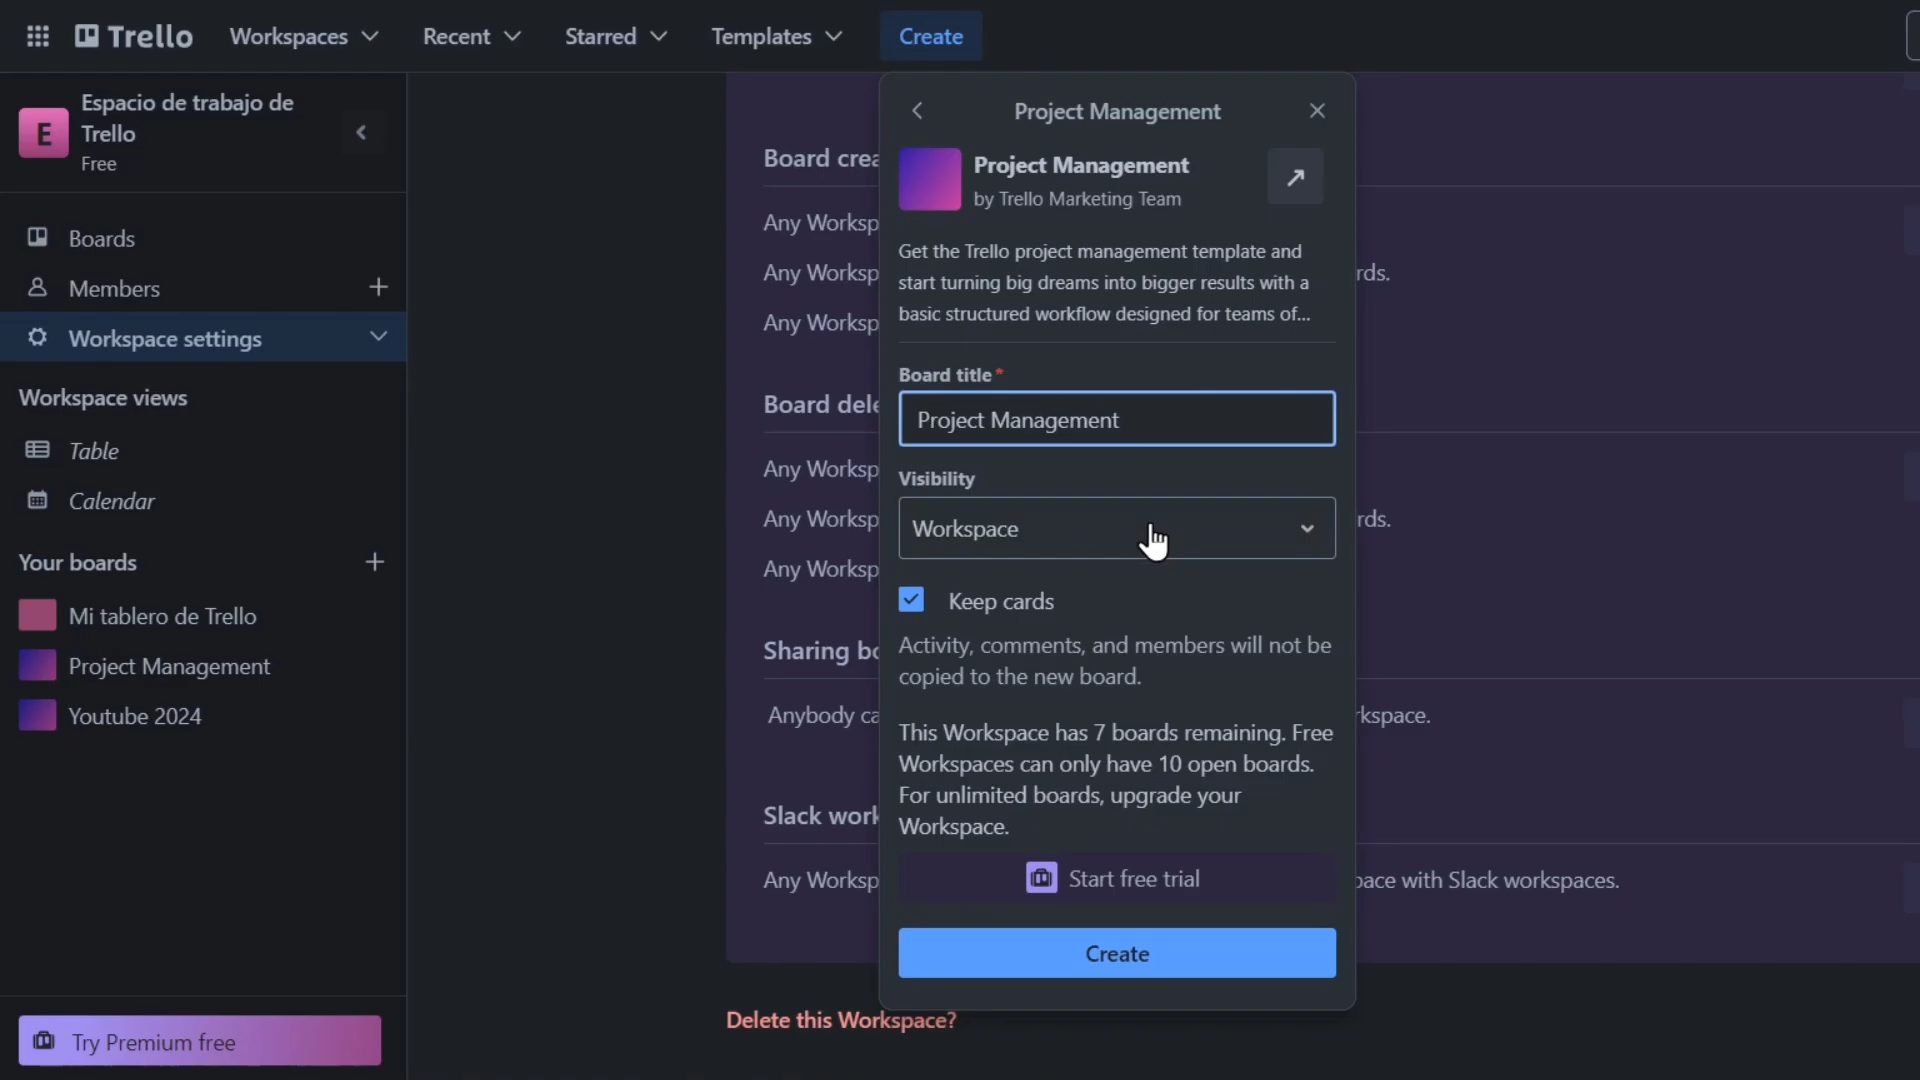 Trello
Workspaces
Recent
Starred
Templates
Create
E
Espacio de trabajo de
Trello
Free
Boards
Members
Workspace settings
Workspace views
Table
Calendar
Your boards
Mi tablero de Trello
Project Management
Youtube 2024
Try Premium free
Board crea
Any Worksp
Any Worksp
rds.
Any Worksp
Board dele
Any Worksp
Any Worksp
rds.
Any Worksp
Sharing bo
Anybody ca
rkspace.
Slack work
Any Worksp
pace with Slack workspaces.
Delete this Workspace?
Project Management
Project Management
by Trello Marketing Team
Get the Trello project management template and
start turning big dreams into bigger results with a
basic structured workflow designed for teams of...
Board title*
Project Management
Visibility
Workspace
Keep cards
Activity, comments, and members will not be
copied to the new board.
This Workspace has 7 boards remaining. Free
Workspaces can only have 10 open boards.
For unlimited boards, upgrade your
Workspace.
Start free trial
Create